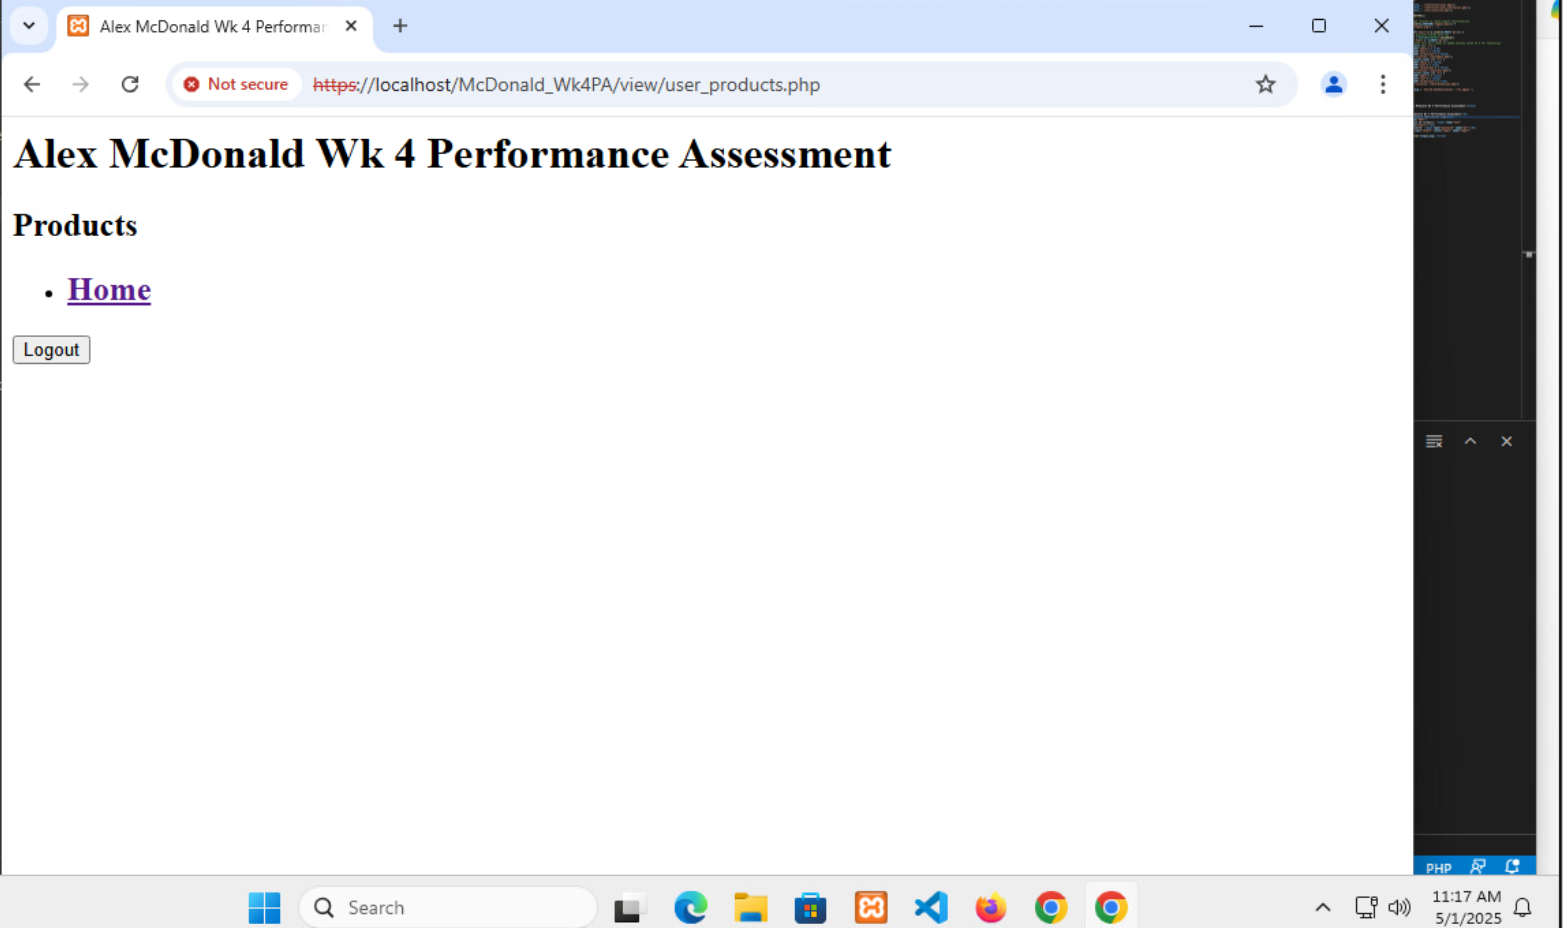 Alex McDonald Wk 4 Performar
Not secure
https://localhost/McDonald_Wk4PA/view/user_products.php
Alex McDonald Wk 4 Performance Assessment
Products
Home
Logout
PHP
Search
11:17 AM
5/1/2025